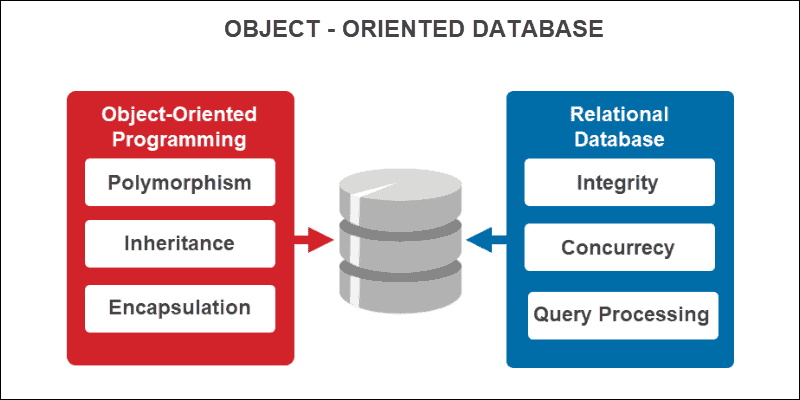 OBJECT - ORIENTED DATABASE
Object-Oriented
Programming
Polymorphism
Inheritance
Encapsulation
Relational
Database
Integrity
Concurrecy
Query Processing